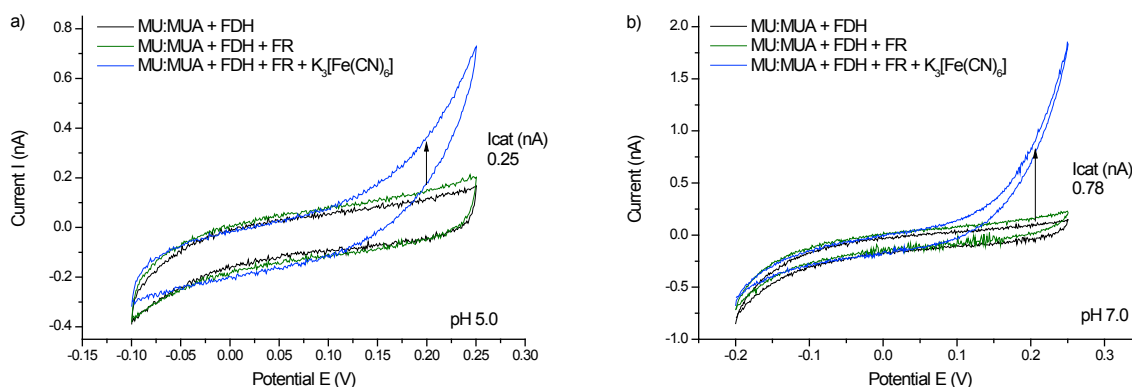 a)
MU:MUA + FDH
MU:MUA + FDH + FR
MU:MUA + FDH + FR + K₃[Fe(CN)₆]
Current I (nA)
0.8
0.6
0.4
0.2
0.0
-0.2
-0.4
Icat (nA)
0.25
pH 5.0
-0.15 -0.10 -0.05 0.00 0.05 0.10 0.15 0.20 0.25 0.30
Potential E (V)
b)
MU:MUA + FDH
MU:MUA + FDH + FR
MU:MUA + FDH + FR + K₃[Fe(CN)₆]
Current (nA)
2.0
1.5
1.0
0.5
0.0
-0.5
-1.0
Icat (nA)
0.78
pH 7.0
-0.2 -0.1 0.0 0.1 0.2 0.3
Potential E (V)